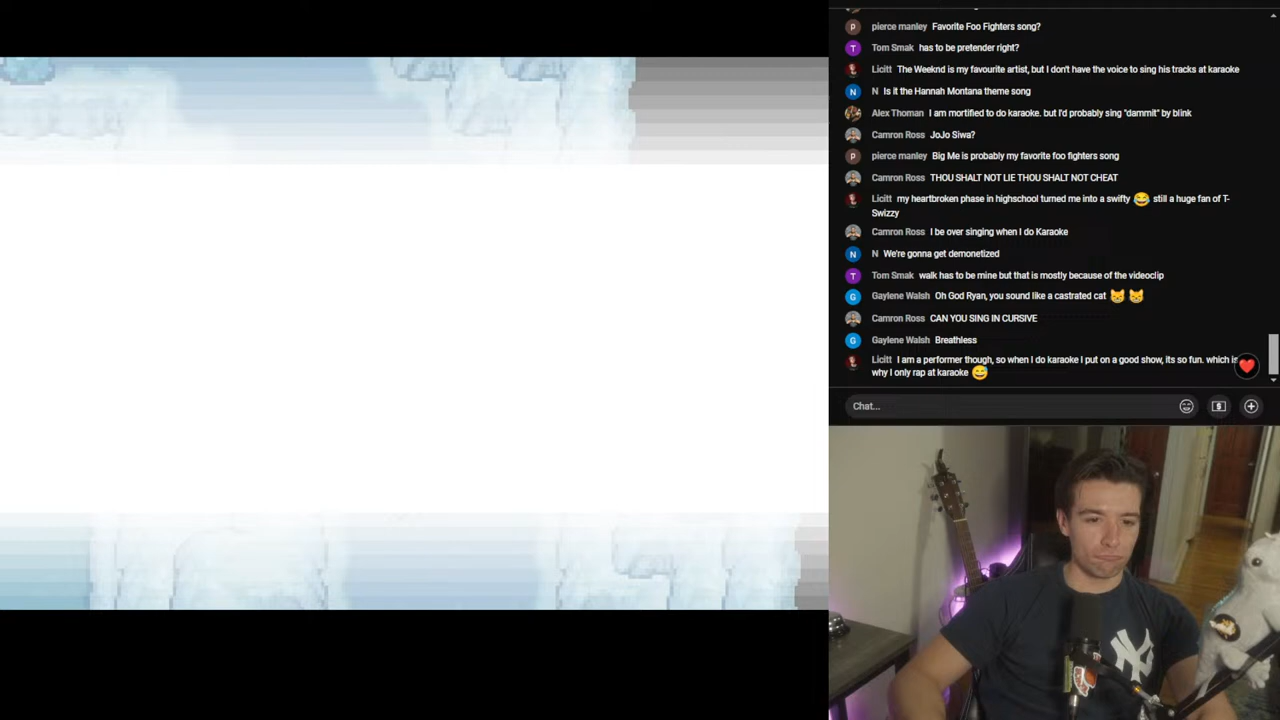 pierce manley Favorite Foo Fighters song?
Tom Smak has to be pretender right?
Licitt The Weeknd is my favourite artist, but I don't have the voice to sing his tracks at karaoke
N Is it the Hannah Montana theme song
Alex Thoman I am mortified to do karaoke. but I'd probably sing "dammit" by blink
Camron Ross JoJo Siwa?
pierce manley Big Me is probably my favorite foo fighters song
Camron Ross THOU SHALT NOT LIE THOU SHALT NOT CHEAT
Licitt my heartbroken phase in highschool turned me into a swifty 😂 still a huge fan of T-
Swizzy
Camron Ross I be over singing when I do Karaoke
N We're gonna get demonetized
Tom Smak walk has to be mine but that is mostly because of the videoclip
Gaylene Walsh Oh God Ryan, you sound like a castrated cat 😸 😸
Camron Ross CAN YOU SING IN CURSIVE
Gaylene Walsh Breathless
Licitt I am a performer though, so when I do karaoke I put on a good show, its so fun. which is
why I only rap at karaoke 😅
Chat...